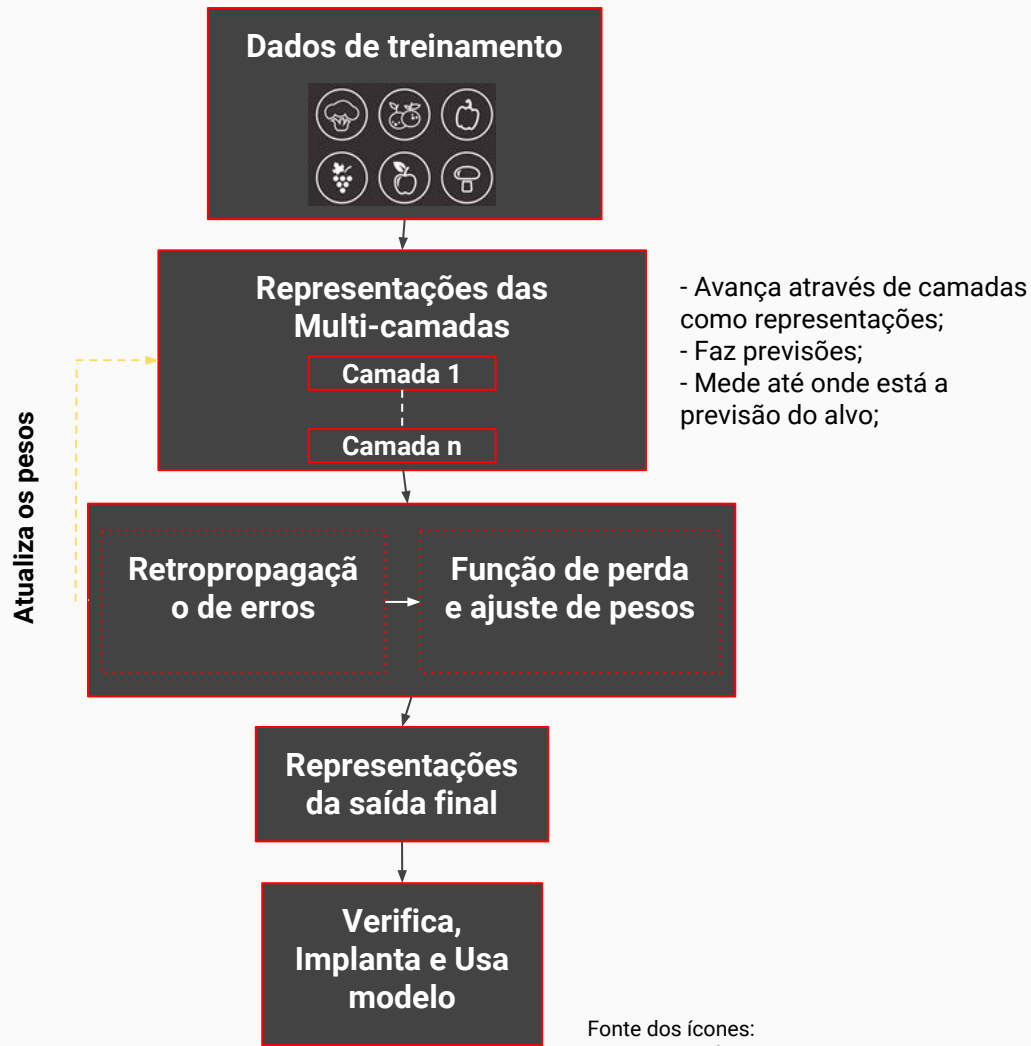 Dados de treinamento
Representações das
Multi-camadas
Camada 1
Camada n
- Avança através de camadas
como representações;
- Faz previsões;
- Mede até onde está a
previsão do alvo;
Atualiza os pesos
Retropropagaçã
o de erros
Função de perda
e ajuste de pesos
Representações
da saída final
Verifica,
Implanta e Usa
modelo
Fonte dos ícones: